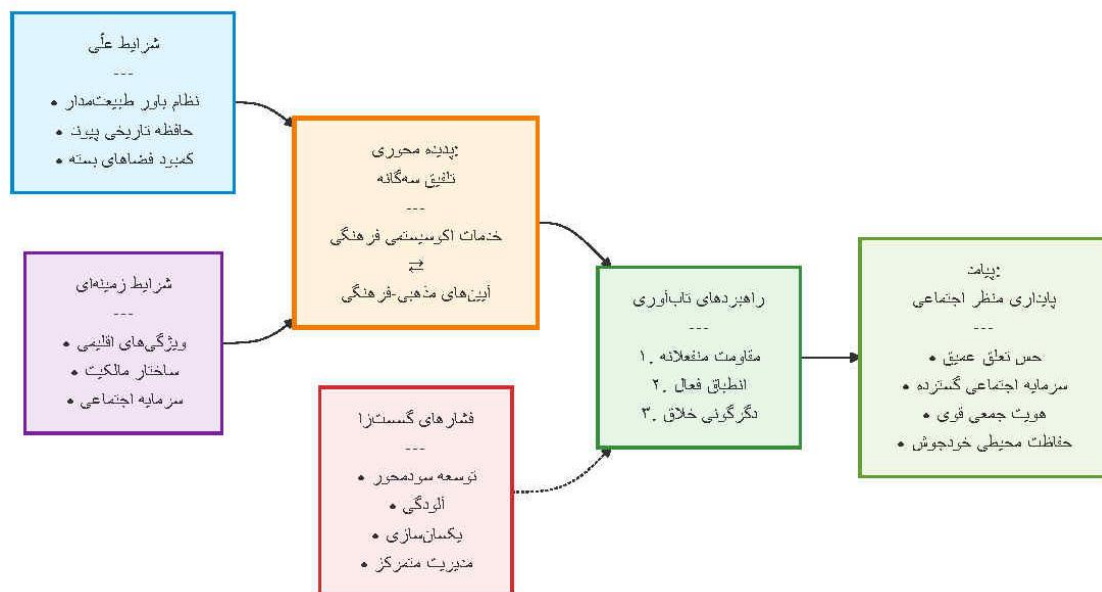 شرایط علّی
---
• نظام باور طبیعت‌مدار
• حافظه تاریخی پیوند
• کمبود فضاهای بسته
شرایط زمینه‌ای
---
• ویژگی‌های اقلیمی
• ساختار مالکیت
• سرمایه اجتماعی
پدیده محوری:
تلفیق سه‌گانه
---
خدمات اکوسیستمی فرهنگی
⇄
آیین‌های مذهبی-فرهنگی
فشارهای گسست‌زا
---
• توسعه سودمحور
• آلودگی
• یکسان‌سازی
• مدیریت متمرکز
راهبردهای تاب‌آوری
---
۱. مقاومت منفعلانه
۲. انطباق فعال
۳. دگرگونی خلاق
پیامد:
پایداری منظر اجتماعی
---
• حس تعلق عمیق
• سرمایه اجتماعی گسترده
• هویت جمعی قوی
• حفاظت محیطی خودجوش